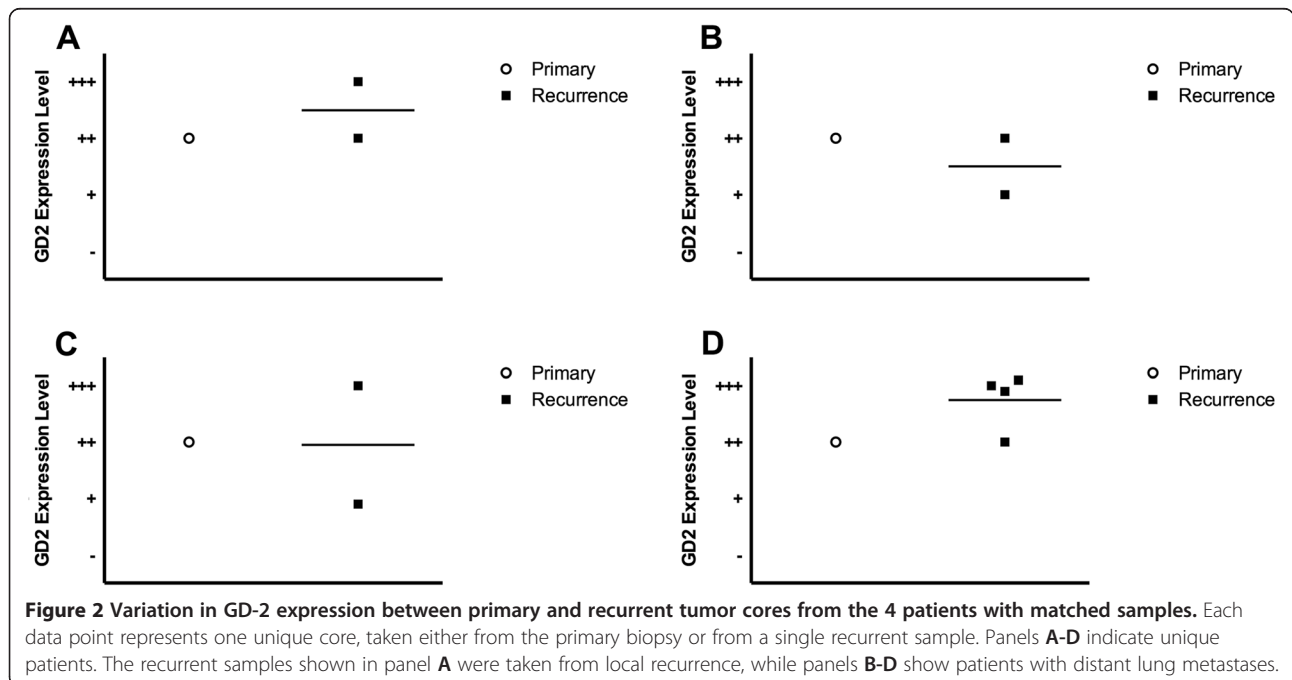 A
GD2 Expression Level
+++
++
+
-
Primary
Recurrence
B
GD2 Expression Level
+++
++
+
-
Primary
Recurrence
C
GD2 Expression Level
+++
++
+
-
Primary
Recurrence
D
GD2 Expression Level
+++
++
+
-
Primary
Recurrence
Figure 2 Variation in GD-2 expression between primary and recurrent tumor cores from the 4 patients with matched samples. Each
data point represents one unique core, taken either from the primary biopsy or from a single recurrent sample. Panels A-D indicate unique
patients. The recurrent samples shown in panel A were taken from local recurrence, while panels B-D show patients with distant lung metastases.